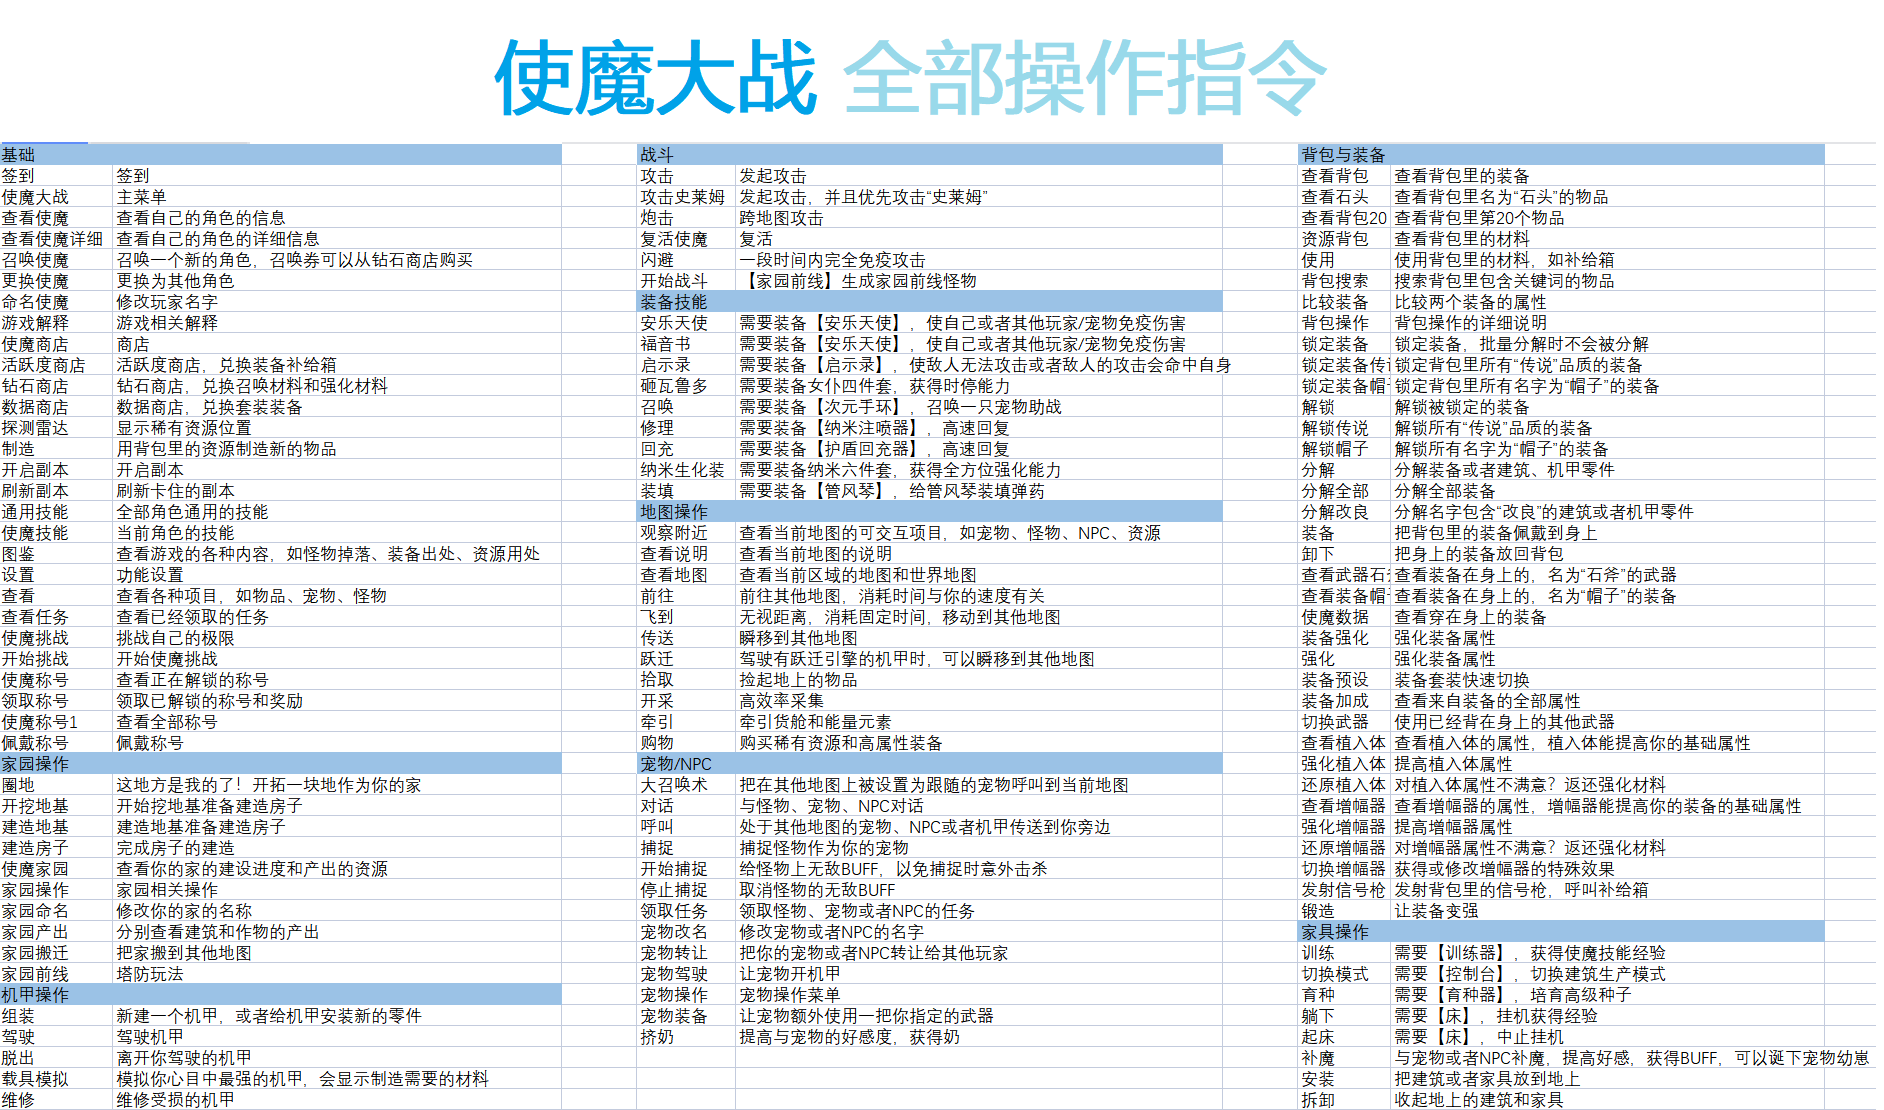 使魔大战 全部操作指令
基础
签到 签到
使魔大战 主菜单
查看使魔 查看自己的角色的信息
查看使魔详细 查看自己的角色的详细信息
召唤使魔 召唤一个新的角色，召唤券可以从钻石商店购买
更换使魔 更换为其他角色
命名使魔 修改玩家名字
游戏解释 游戏相关解释
使魔商店 商店
活跃度商店 活跃度商店，兑换装备补给箱
钻石商店 钻石商店，兑换召唤材料和强化材料
数据商店 数据商店，兑换套装装备
探测雷达 显示稀有资源位置
制造 用背包里的资源制造新的物品
开启副本 开启副本
刷新副本 刷新卡住的副本
通用技能 全部角色通用的技能
使魔技能 当前角色的技能
图鉴 查看游戏的各种内容，如怪物掉落、装备出处、资源用处
设置 功能设置
查看 查看各种项目，如物品、宠物、怪物
查看任务 查看已经领取的任务
使魔挑战 挑战自己的极限
开始挑战 开始使魔挑战
使魔称号 查看正在解锁的称号
领取称号 领取已解锁的称号和奖励
使魔称号1 查看全部称号
佩戴称号 佩戴称号
家园操作
圈地 这地方是我的了！开拓一块地作为你的家
开挖地基 开始挖地基准备建造房子
建造地基 建造地基准备建造房子
建造房子 完成房子的建造
使魔家园 查看你的家的建设进度和产出的资源
家园操作 家园相关操作
家园命名 修改你的家的名称
家园产出 分别查看建筑和作物的产出
家园搬迁 把家搬到其他地图
家园前线 塔防玩法
机甲操作
组装 新建一个机甲，或者给机甲安装新的零件
驾驶 驾驶机甲
脱出 离开你驾驶的机甲
载具模拟 模拟你心目中最强的机甲，会显示制造需要的材料
维修 维修受损的机甲
战斗
攻击 发起攻击
攻击史莱姆 发起攻击，并且优先攻击“史莱姆”
炮击 跨地图攻击
复活使魔 复活
闪避 一段时间内完全免疫攻击
开始战斗 【家园前线】生成家园前线怪物
装备技能
安乐天使 需要装备【安乐天使】，使自己或者其他玩家/宠物免疫伤害
福音书 需要装备【安乐天使】，使自己或者其他玩家/宠物免疫伤害
启示录 需要装备【启示录】，使敌人无法攻击或者敌人的攻击会命中自身
砸瓦鲁多 需要装备女仆四件套，获得时停能力
召唤 需要装备【次元手环】，召唤一只宠物助战
修理 需要装备【纳米注喷器】，高速回复
回充 需要装备【护盾回充器】，高速回复
纳米生化装 需要装备纳米六件套，获得全方位强化能力
装填 需要装备【管风琴】，给管风琴装填弹药
地图操作
观察附近 查看当前地图的可交互项目，如宠物、怪物、NPC、资源
查看说明 查看当前地图的说明
查看地图 查看当前区域的地图和世界地图
前往 前往其他地图，消耗时间与你的速度有关
飞到 无视距离，消耗固定时间，移动到其他地图
传送 瞬移到其他地图
跃迁 驾驶有跃迁引擎的机甲时，可以瞬移到其他地图
拾取 捡起地上的物品
开采 高效率采集
牵引 牵引货舱和能量元素
购物 购买稀有资源和高属性装备
宠物/NPC
大召唤术 把在其他地图上被设置为跟随的宠物呼叫到当前地图
对话 与怪物、宠物、NPC对话
呼叫 处于其他地图的宠物、NPC或者机甲传送到你旁边
捕捉 捕捉怪物作为你的宠物
开始捕捉 给怪物上无敌BUFF，以免捕捉时意外击杀
停止捕捉 取消怪物的无敌BUFF
领取任务 领取怪物、宠物或者NPC的任务
宠物改名 修改宠物或者NPC的名字
宠物转让 把你的宠物或者NPC转让给其他玩家
宠物驾驶 让宠物开机甲
宠物操作 宠物操作菜单
宠物装备 让宠物额外使用一把你指定的武器
挤奶 提高与宠物的好感度，获得奶
背包与装备
查看背包 查看背包里的装备
查看石头 查看背包里名为“石头”的物品
查看背包20 查看背包里第20个物品
资源背包 查看背包里的材料
使用 使用背包里的材料，如补给箱
背包搜索 搜索背包里包含关键词的物品
比较装备 比较两个装备的属性
背包操作 背包操作的详细说明
锁定装备 锁定装备，批量分解时不会被分解
锁定装备传 锁定背包里所有“传说”品质的装备
锁定装备帽 锁定背包里所有名字为“帽子”的装备
解锁 解锁被锁定的装备
解锁传说 解锁所有“传说”品质的装备
解锁帽子 解锁所有名字为“帽子”的装备
分解 分解装备或者建筑、机甲零件
分解全部 分解全部装备
分解改良 分解名字包含“改良”的建筑或者机甲零件
装备 把背包里的装备佩戴到身上
卸下 把身上的装备放回背包
查看武器石 查看装备在身上的，名为“石斧”的武器
查看装备帽 查看装备在身上的，名为“帽子”的装备
使魔数据 查看穿在身上的装备
装备强化 强化装备属性
强化 强化装备属性
装备预设 装备套装快速切换
装备加成 查看来自装备的全部属性
切换武器 使用已经背在身上的其他武器
查看植入体 查看植入体的属性，植入体能提高你的基础属性
强化植入体 提高植入体属性
还原植入体 对植入体属性不满意？返还强化材料
查看增幅器 查看增幅器的属性，增幅器能提高你的装备的基础属性
强化增幅器 提高增幅器属性
还原增幅器 对增幅器属性不满意？返还强化材料
切换增幅器 获得或修改增幅器的特殊效果
发射信号枪 发射背包里的信号枪，呼叫补给箱
锻造 让装备变强
家具操作
训练 需要【训练器】，获得使魔技能经验
切换模式 需要【控制台】，切换建筑生产模式
育种 需要【育种器】，培育高级种子
躺下 需要【床】，挂机获得经验
起床 需要【床】，中止挂机
补魔 与宠物或者NPC补魔，提高好感，获得BUFF，可以诞下宠物幼崽
安装 把建筑或者家具放到地上
拆卸 收起地上的建筑和家具